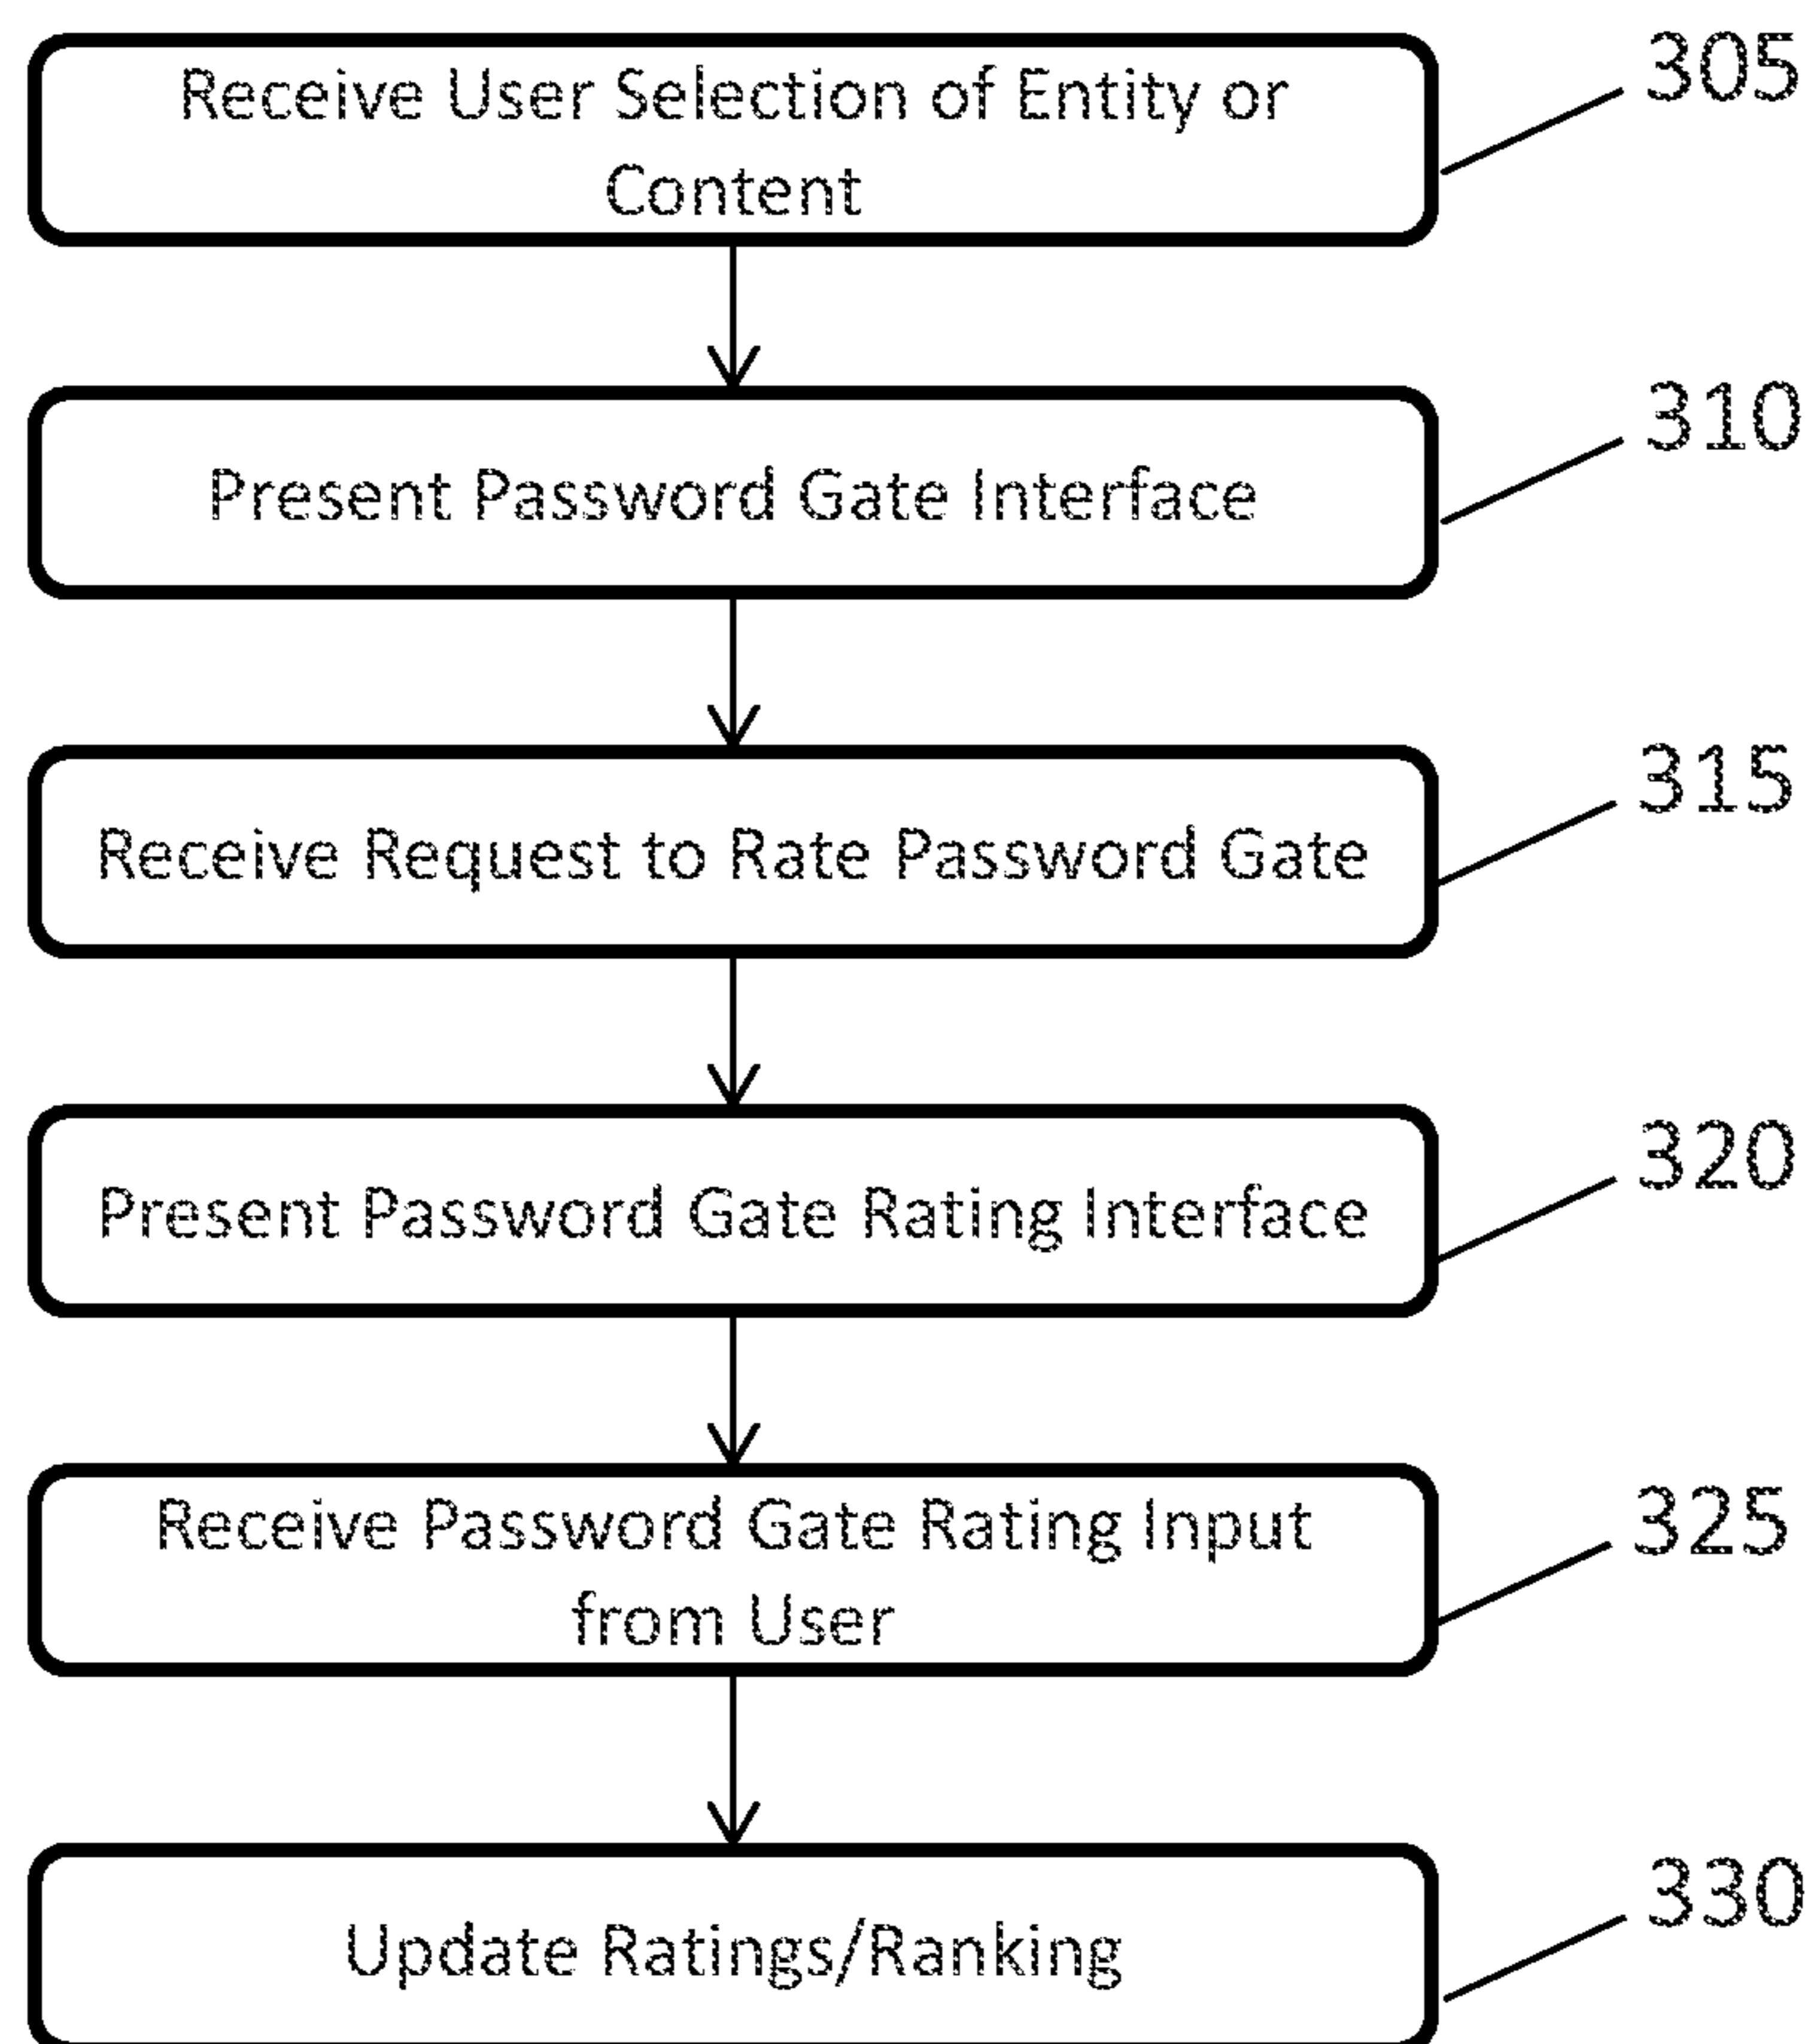 Receive User Selection of Entity or
Content
305
Present Password Gate Interface
310
Receive Request to Rate Password Gate
315
Present Password Gate Rating Interface
320
Receive Password Gate Rating Input
from User
325
Update Ratings/Ranking
330